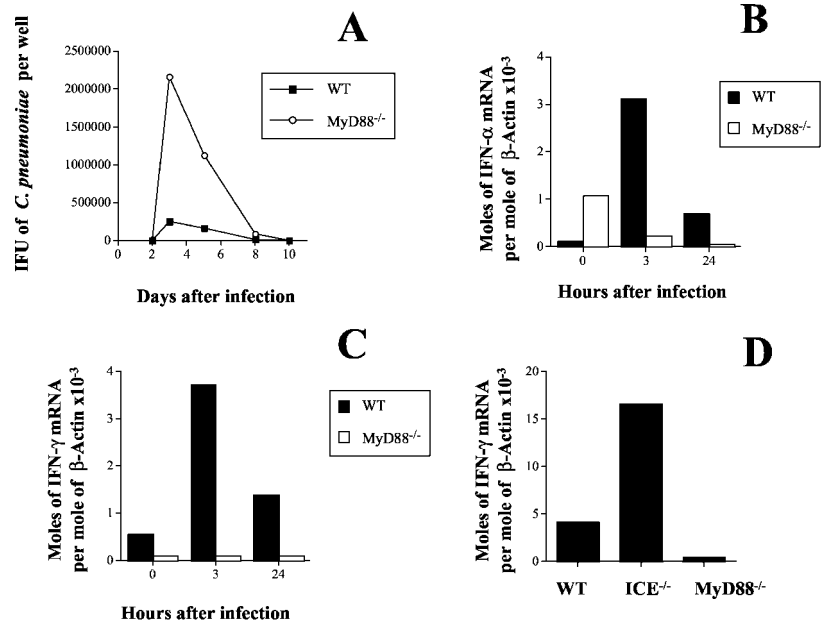 A
IFU of C. pneumoniae per well
2500000
2000000
1500000
1000000
500000
0
0 2 4 6 8 10
Days after infection
WT
MyD88-/-
B
Moles of IFN-α mRNA
per mole of β-Actin x10-3
4
3
2
1
0
0 3 24
Hours after infection
WT
MyD88-/-
C
Moles of IFN-γ mRNA
per mole of β-Actin x10-3
4
3
2
1
0
0 3 24
Hours after infection
WT
MyD88-/-
D
Moles of IFN-γ mRNA
per mole of β-Actin x10-3
20
15
10
5
0
WT ICE-/- MyD88-/-